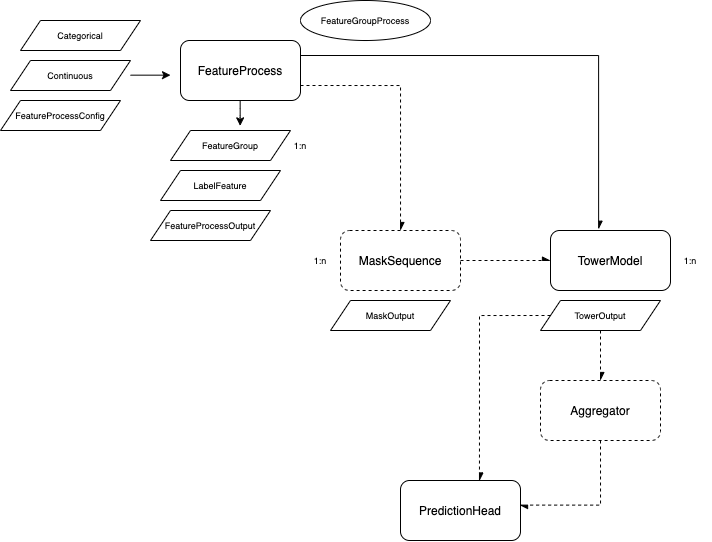 FeatureGroupProcess
Categorical
Continuous
FeatureProcessConfig
FeatureProcess
FeatureGroup
1:n
LabelFeature
FeatureProcessOutput
1:n
MaskSequence
TowerModel
1:n
MaskOutput
TowerOutput
Aggregator
PredictionHead